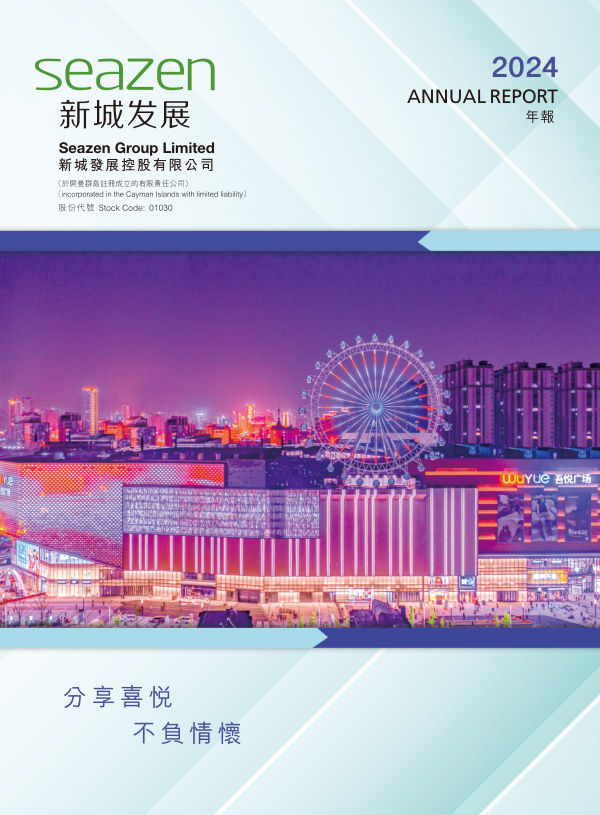 seazen
新城发展
Seazen Group Limited
新城發展控股有限公司
（於開曼群島註冊成立的有限責任公司）
(incorporated in the Cayman Islands with limited liability)
股份代號 Stock Code: 01030
2024
ANNUAL REPORT
年報
WUYUE 吾悦广场
分享喜悦
不負情懷